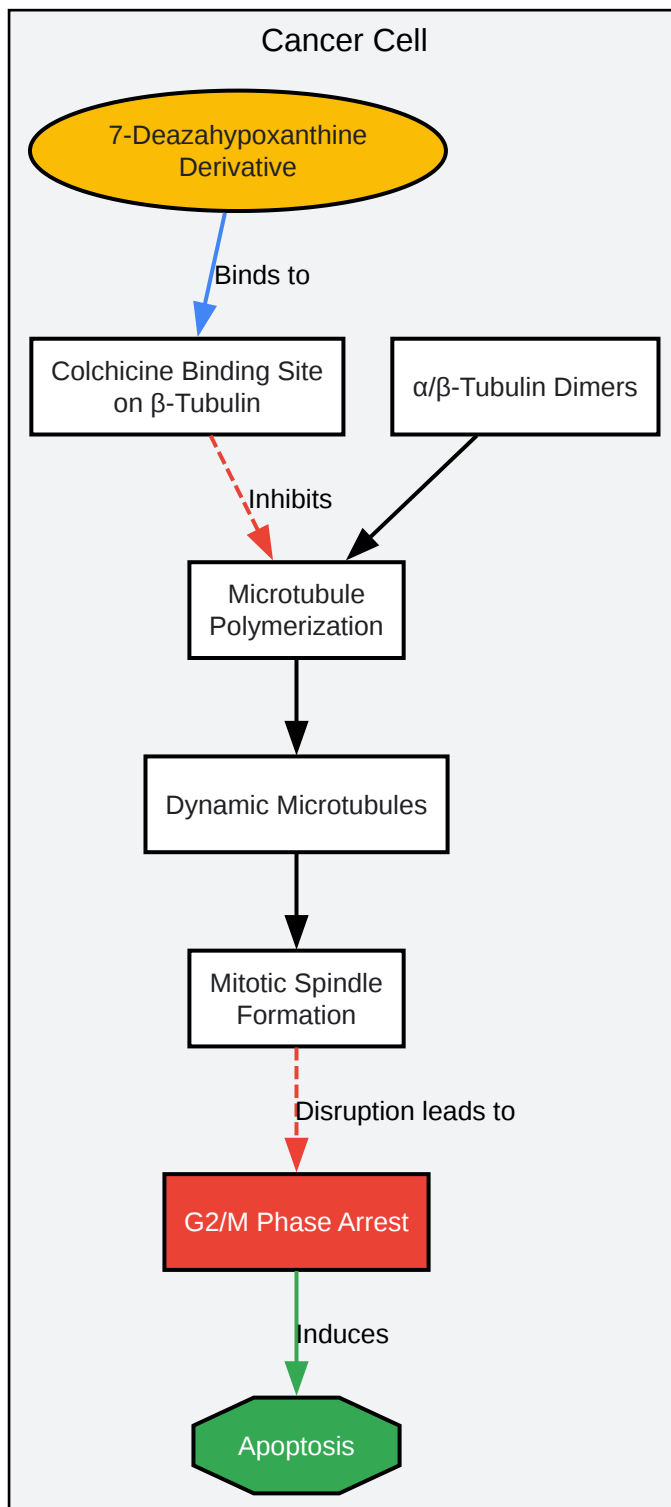 Cancer Cell
7-Deazahypoxanthine
Derivative
Binds to
Colchicine Binding Site
on β-Tubulin
α/β-Tubulin Dimers
Inhibits
Microtubule
Polymerization
Dynamic Microtubules
Mitotic Spindle
Formation
Disruption leads to
G2/M Phase Arrest
Induces
Apoptosis